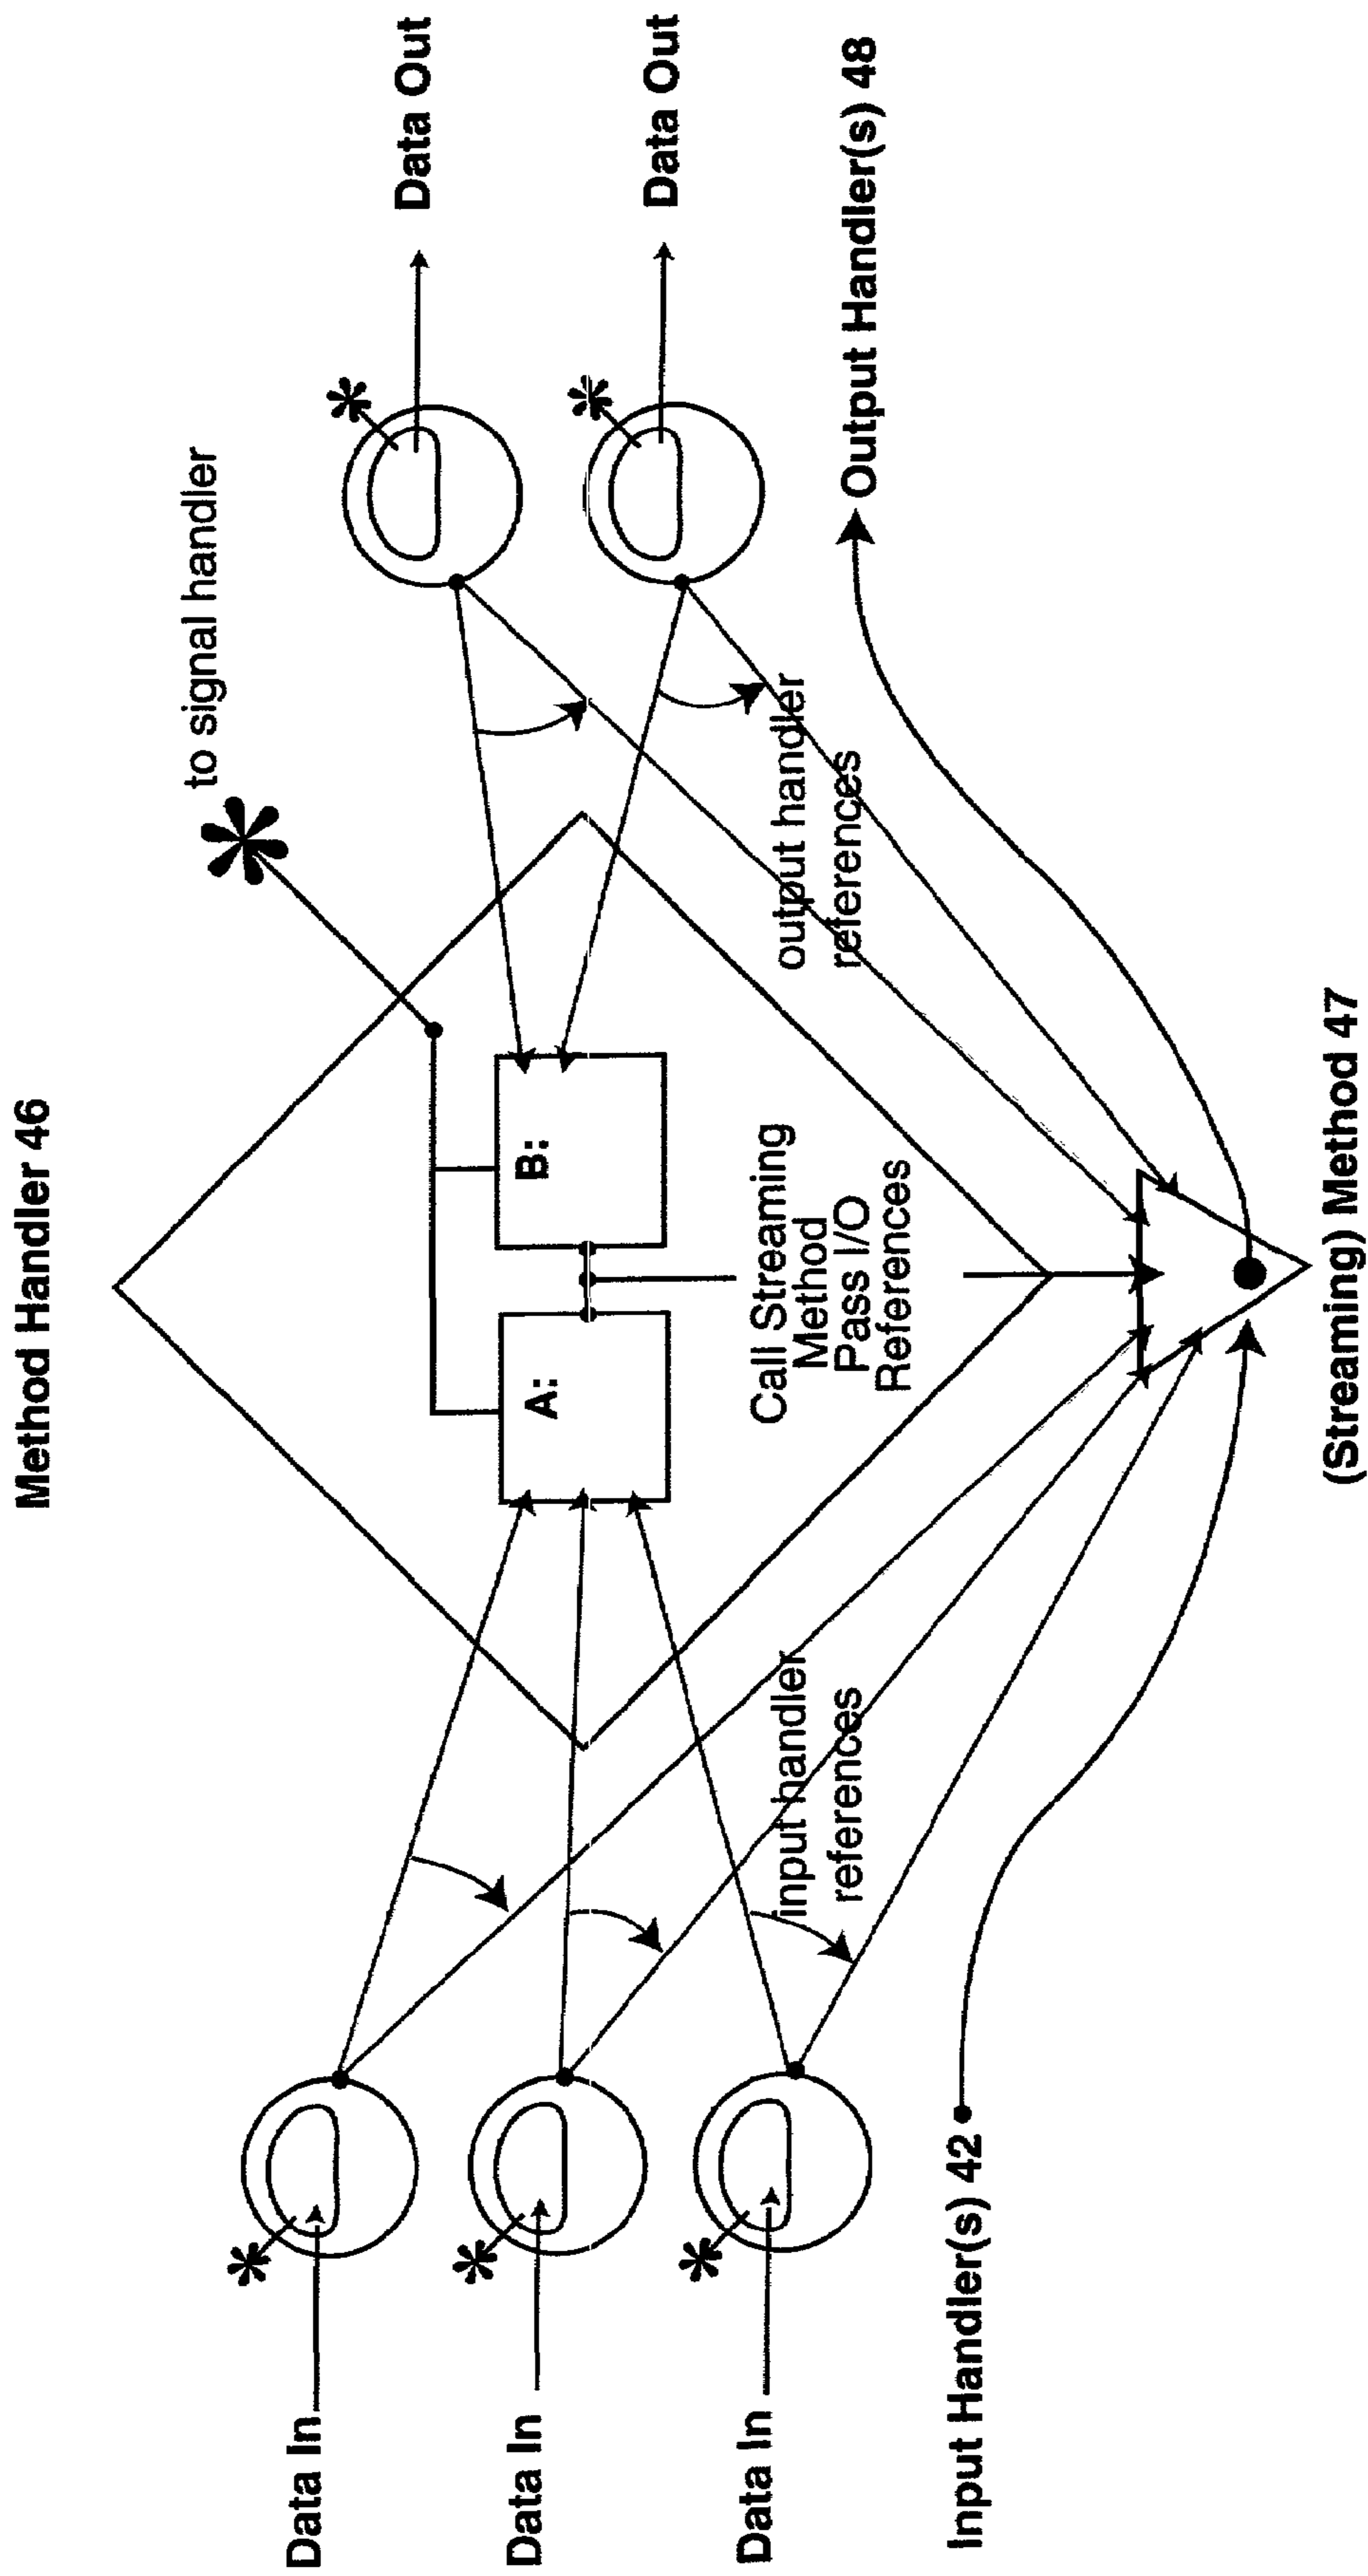 Method Handler 46
to signal handler
Data In
Data In
Data In
A:
B:
Data Out
Data Out
Call Streaming
Method
Pass I/O
References
input handler
references
output handler
references
Input Handler(s) 42
Output Handler(s) 48
(Streaming) Method 47